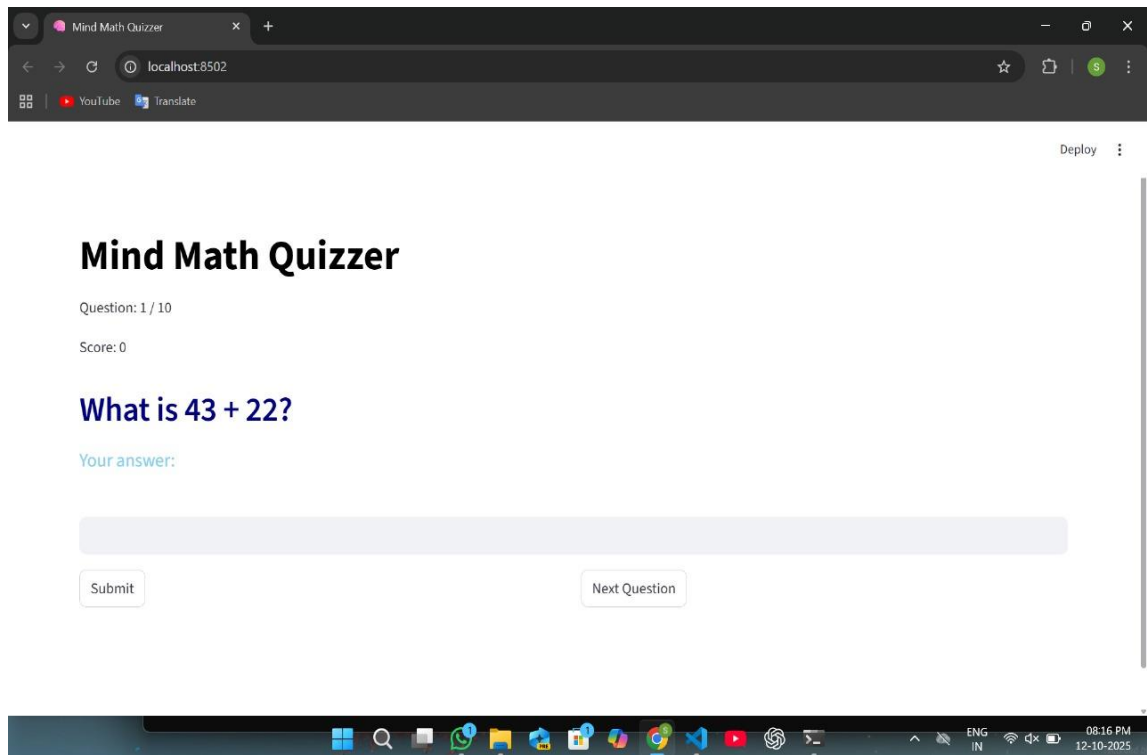 Mind Math Quizzer
localhost:8502
S
YouTube
Translate
Deploy
Mind Math Quizzer
Question: 1 / 10
Score: 0
What is 43 + 22?
Your answer:
Submit
Next Question
ENG
IN
08:16 PM
12-10-2025